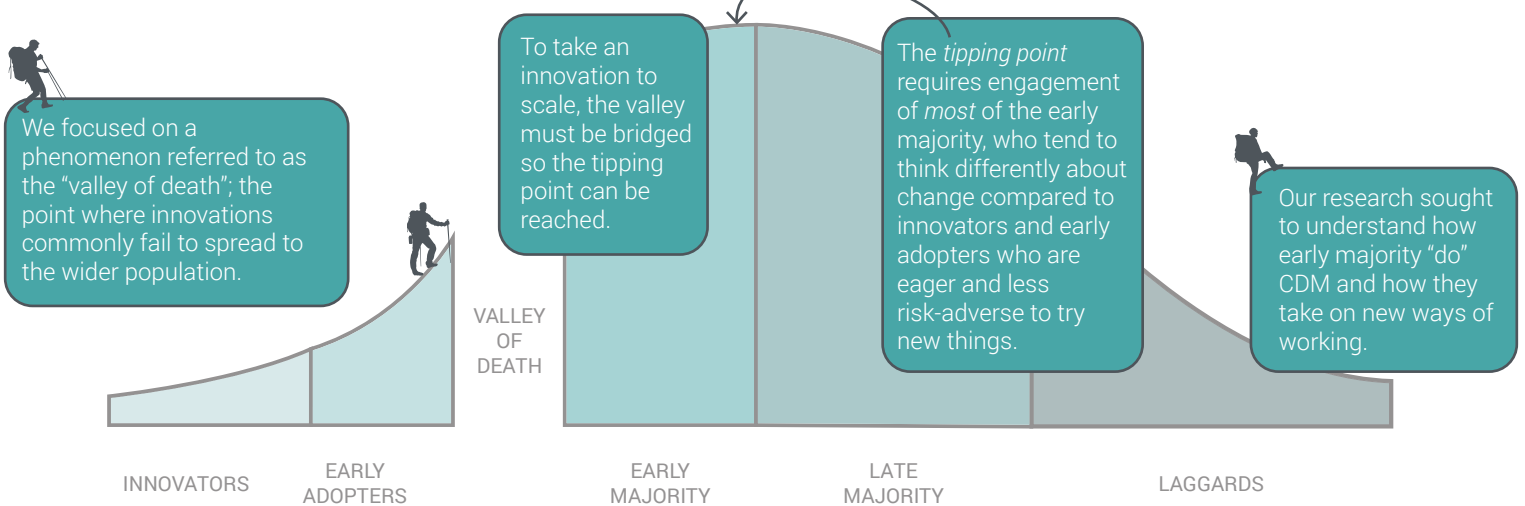 We focused on a
phenomenon referred to as
the “valley of death”; the
point where innovations
commonly fail to spread to
the wider population.
To take an
innovation to
scale, the valley
must be bridged
so the tipping
point can be
reached.
The tipping point
requires engagement
of most of the early
majority, who tend to
think differently about
change compared to
innovators and early
adopters who are
eager and less
risk-adverse to try
new things.
Our research sought
to understand how
early majority “do”
CDM and how they
take on new ways of
working.
VALLEY
OF
DEATH
INNOVATORS
EARLY
ADOPTERS
EARLY
MAJORITY
LATE
MAJORITY
LAGGARDS